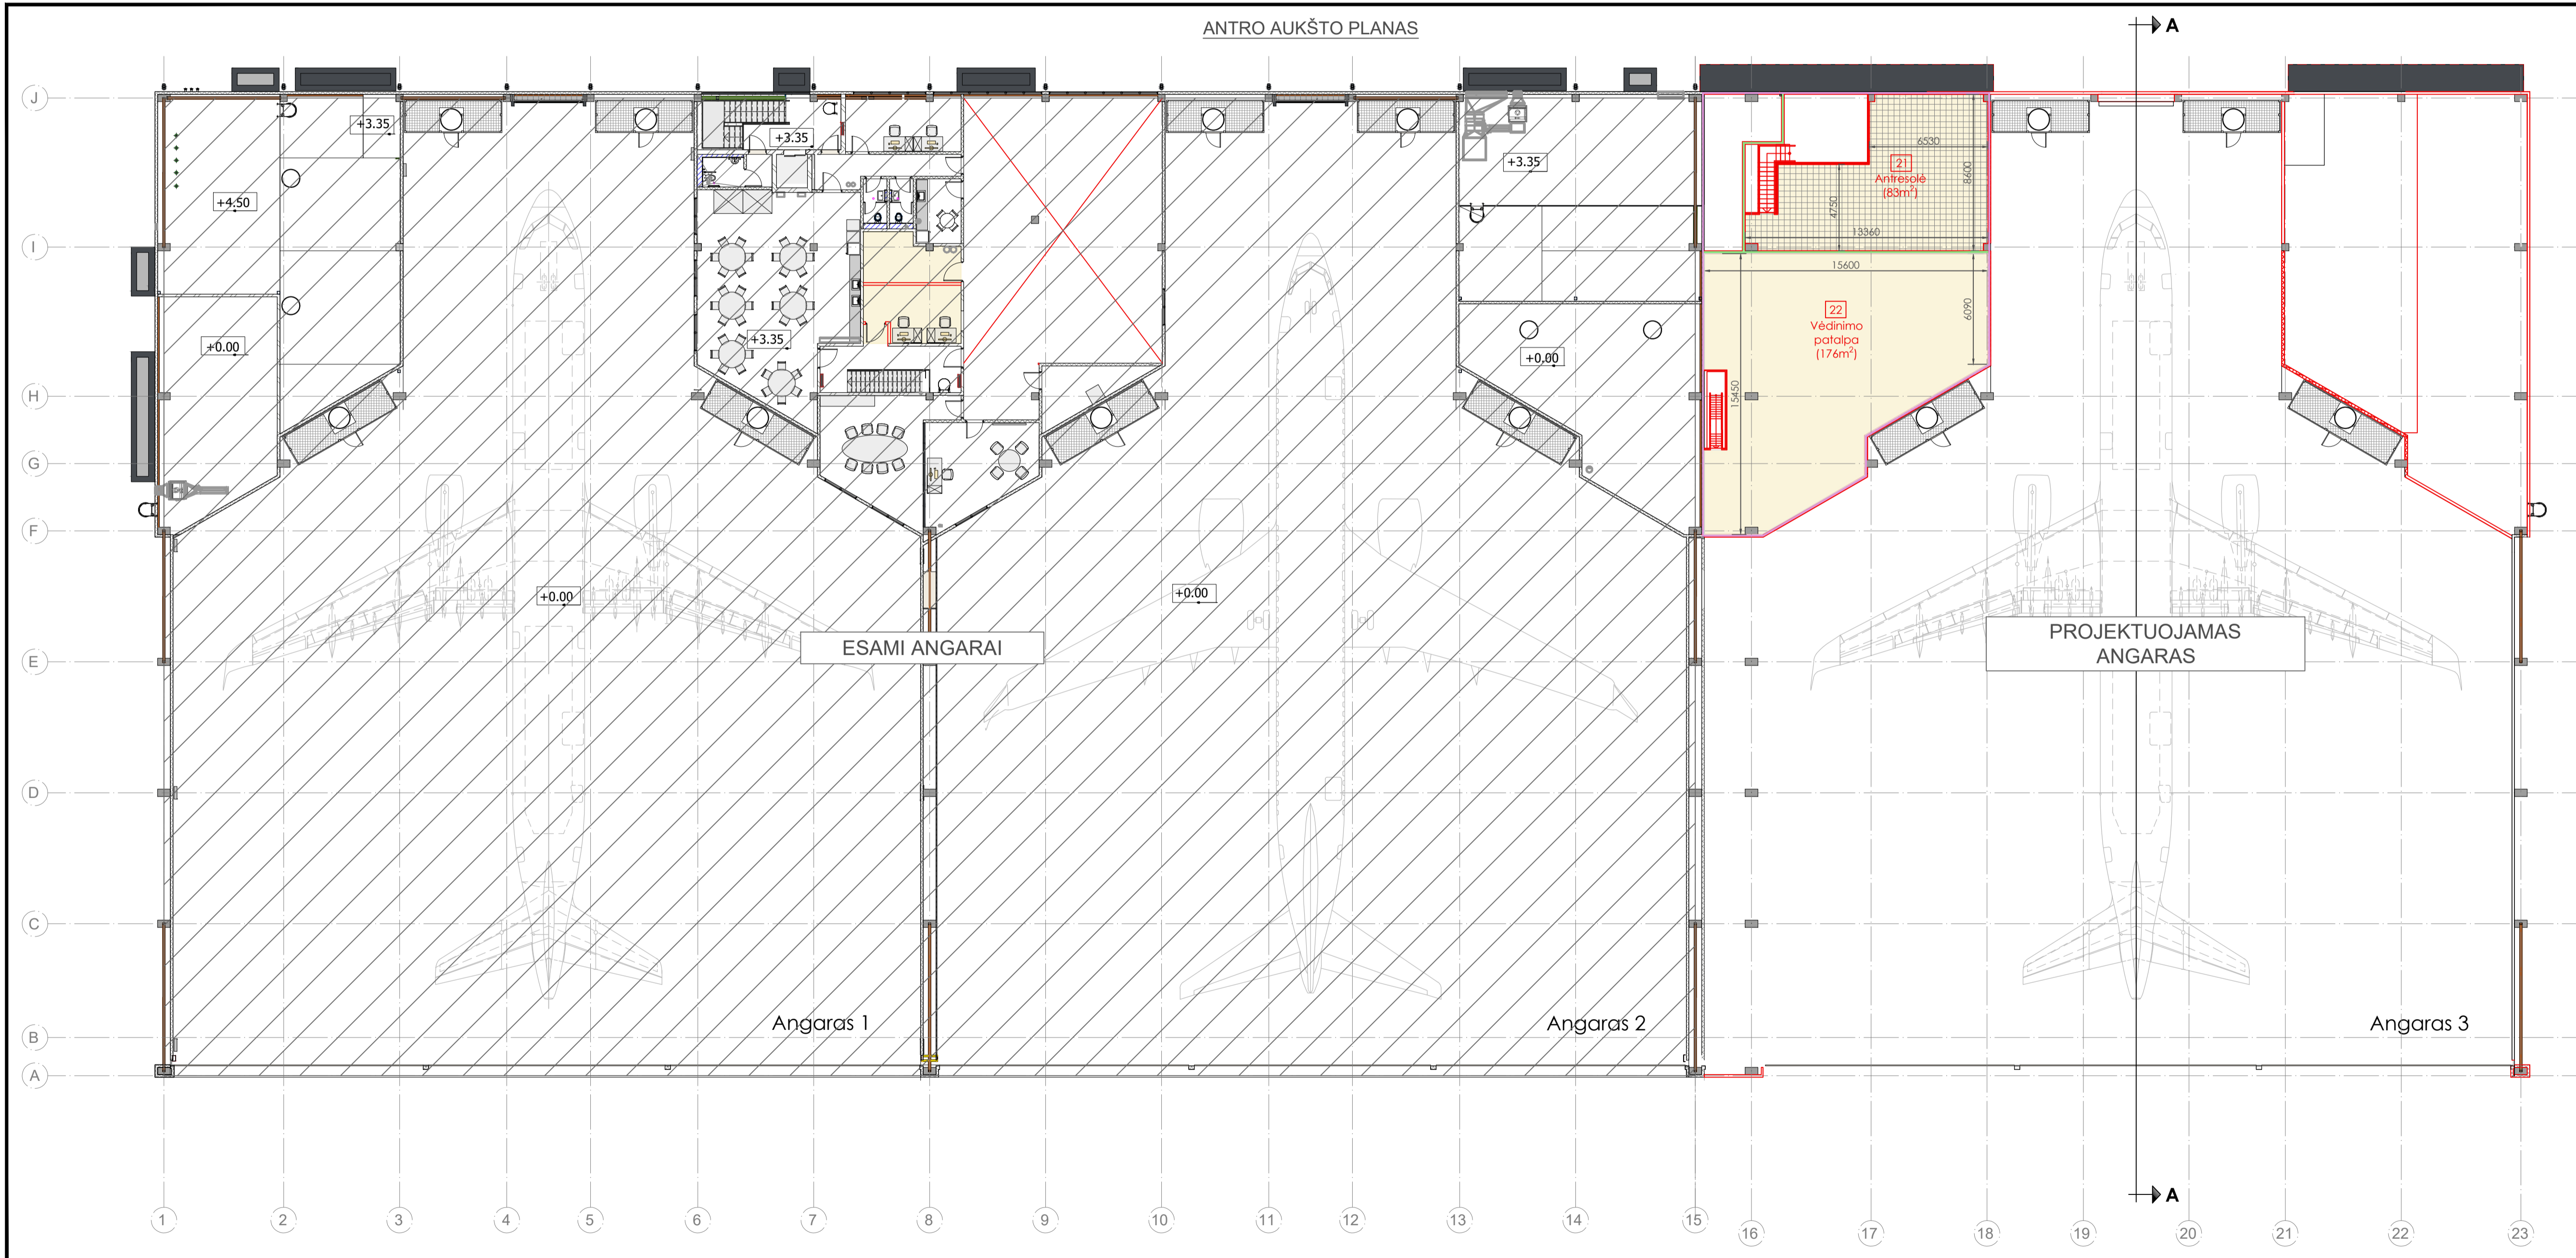 ANTRO AUKŠTO PLANAS
A
J
+3.35
+3.35
+3.35
6530
21
Antresolė
(83m²)
8600
+4.50
4750
13360
I
15600
22
Vėdinimo
patalpa
(176m²)
6090
+0.00
+3.35
+0.00
H
15450
G
F
+0.00
+0.00
ESAMI ANGARAI
PROJEKTUOJAMAS
ANGARAS
E
D
C
B
Angaras 1
Angaras 2
Angaras 3
A
A
1
2
3
4
5
6
7
8
9
10
11
12
13
14
15
16
17
18
19
20
21
22
23